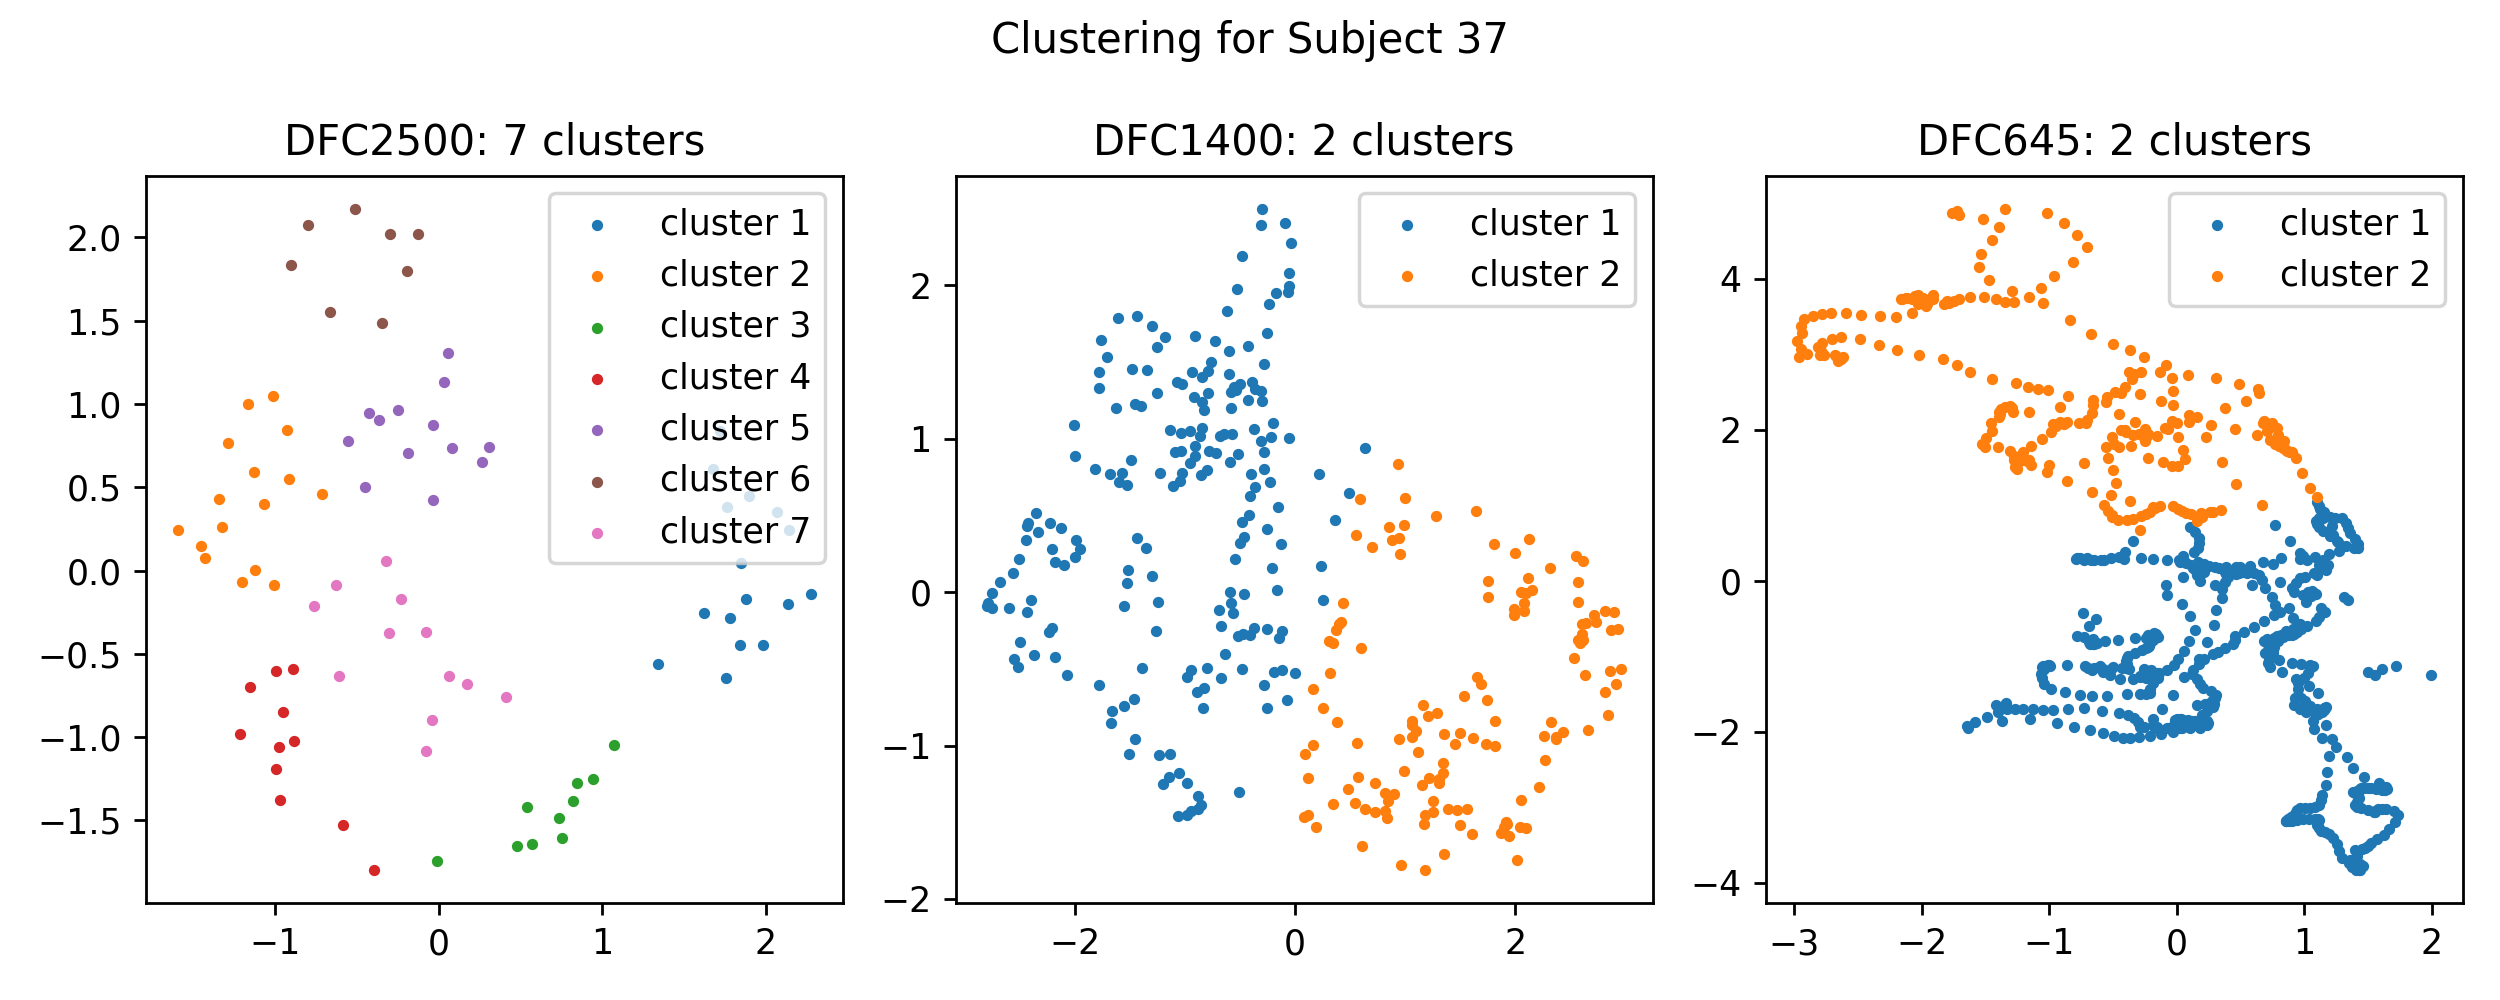 Clustering for Subject 37
DFC2500: 7 clusters
2.0
1.5
1.0
0.5
0.0
−0.5
−1.0
−1.5
−1 0 1 2
cluster 1
cluster 2
cluster 3
cluster 4
cluster 5
cluster 6
cluster 7
DFC1400: 2 clusters
2
1
0
−1
−2
−2 0 2
cluster 1
cluster 2
DFC645: 2 clusters
4
2
0
−2
−4
−3 −2 −1 0 1 2
cluster 1
cluster 2